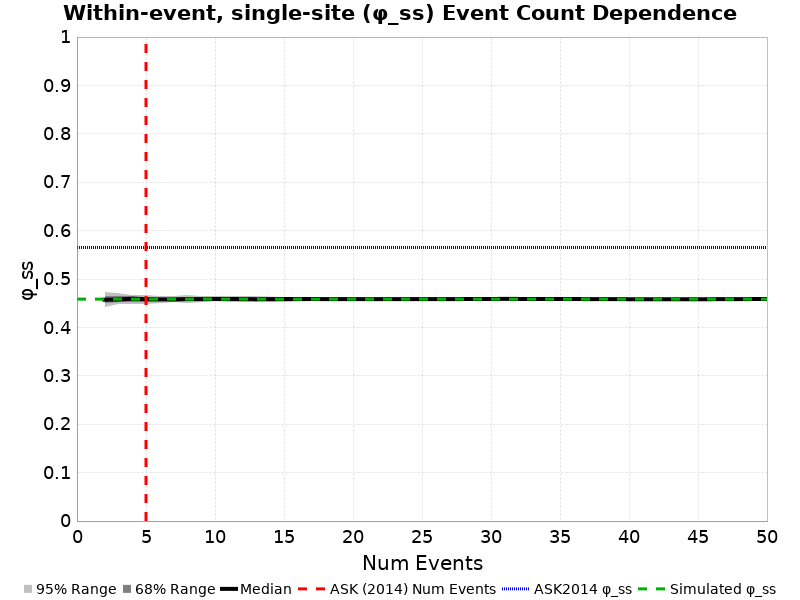 Within-event, single-site (φ_ss) Event Count Dependence
1
0.9
0.8
0.7
0.6
0.5
0.4
0.3
0.2
0.1
0
φ_ss
0 5 10 15 20 25 30 35 40 45 50
Num Events
95% Range 68% Range Median ASK (2014) Num Events ASK2014 φ_ss Simulated φ_ss